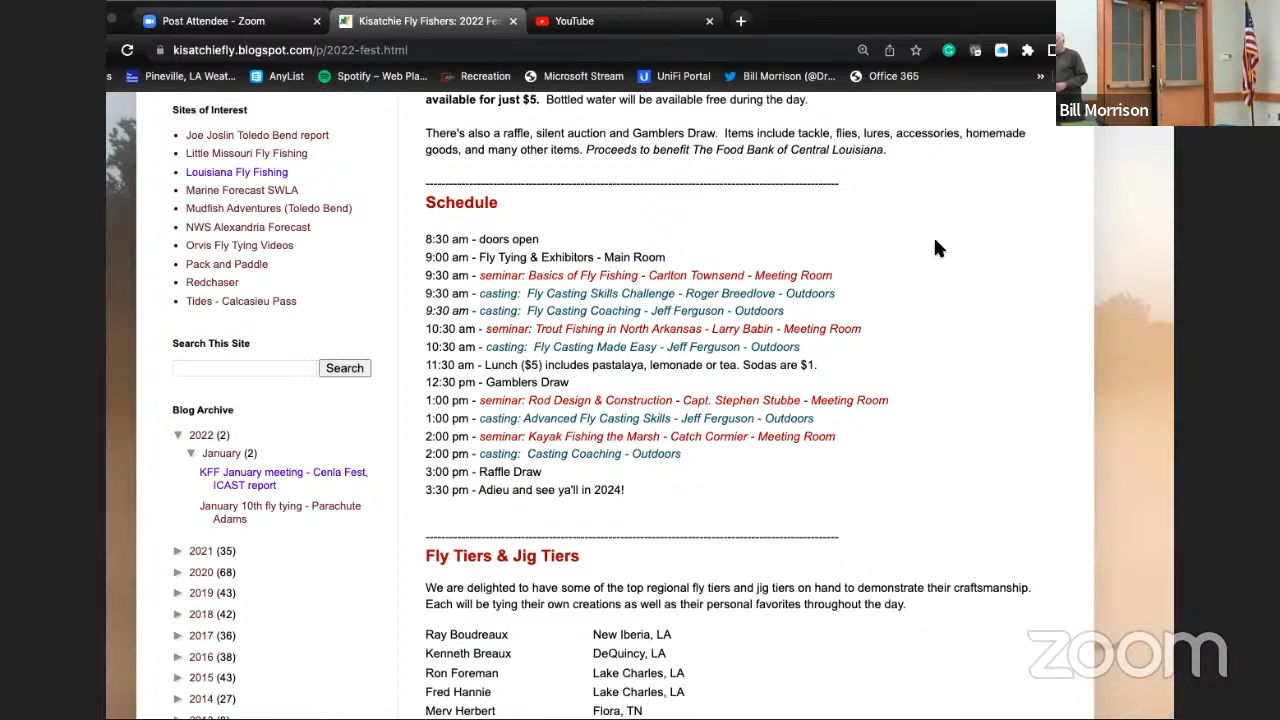 Post Attendee - Zoom
Kisatchie Fly Fishers: 2022 Fes
YouTube
kisatchiefly.blogspot.com/p/2022-fest.html
s
Pineville, LA Weat...
AnyList
Spotify – Web Pla...
Recreation
Microsoft Stream
UniFi Portal
Bill Morrison (@Dr...
Office 365
»
Bill Morrison
Sites of Interest
Joe Joslin Toledo Bend report
Little Missouri Fly Fishing
Louisiana Fly Fishing
Marine Forecast SWLA
Mudfish Adventures (Toledo Bend)
NWS Alexandria Forecast
Orvis Fly Tying Videos
Pack and Paddle
Redchaser
Tides - Calcasieu Pass
Search This Site
Search
Blog Archive
2022 (2)
January (2)
KFF January meeting - Cenla Fest,
ICAST report
January 10th fly tying - Parachute
Adams
2021 (35)
2020 (68)
2019 (43)
2018 (42)
2017 (36)
2016 (38)
2015 (43)
2014 (27)
available for just $5. Bottled water will be available free during the day.
There's also a raffle, silent auction and Gamblers Draw. Items include tackle, flies, lures, accessories, homemade
goods, and many other items. Proceeds to benefit The Food Bank of Central Louisiana.
Schedule
8:30 am - doors open
9:00 am - Fly Tying & Exhibitors - Main Room
9:30 am - seminar: Basics of Fly Fishing - Carlton Townsend - Meeting Room
9:30 am - casting: Fly Casting Skills Challenge - Roger Breedlove - Outdoors
9:30 am - casting: Fly Casting Coaching - Jeff Ferguson - Outdoors
10:30 am - seminar: Trout Fishing in North Arkansas - Larry Babin - Meeting Room
10:30 am - casting: Fly Casting Made Easy - Jeff Ferguson - Outdoors
11:30 am - Lunch ($5) includes pastalaya, lemonade or tea. Sodas are $1.
12:30 pm - Gamblers Draw
1:00 pm - seminar: Rod Design & Construction - Capt. Stephen Stubbe - Meeting Room
1:00 pm - casting: Advanced Fly Casting Skills - Jeff Ferguson - Outdoors
2:00 pm - seminar: Kayak Fishing the Marsh - Catch Cormier - Meeting Room
2:00 pm - casting: Casting Coaching - Outdoors
3:00 pm - Raffle Draw
3:30 pm - Adieu and see ya'll in 2024!
Fly Tiers & Jig Tiers
We are delighted to have some of the top regional fly tiers and jig tiers on hand to demonstrate their craftsmanship.
Each will be tying their own creations as well as their personal favorites throughout the day.
Ray Boudreaux New Iberia, LA
Kenneth Breaux DeQuincy, LA
Ron Foreman Lake Charles, LA
Fred Hannie Lake Charles, LA
Merv Herbert Flora, TN
zoom